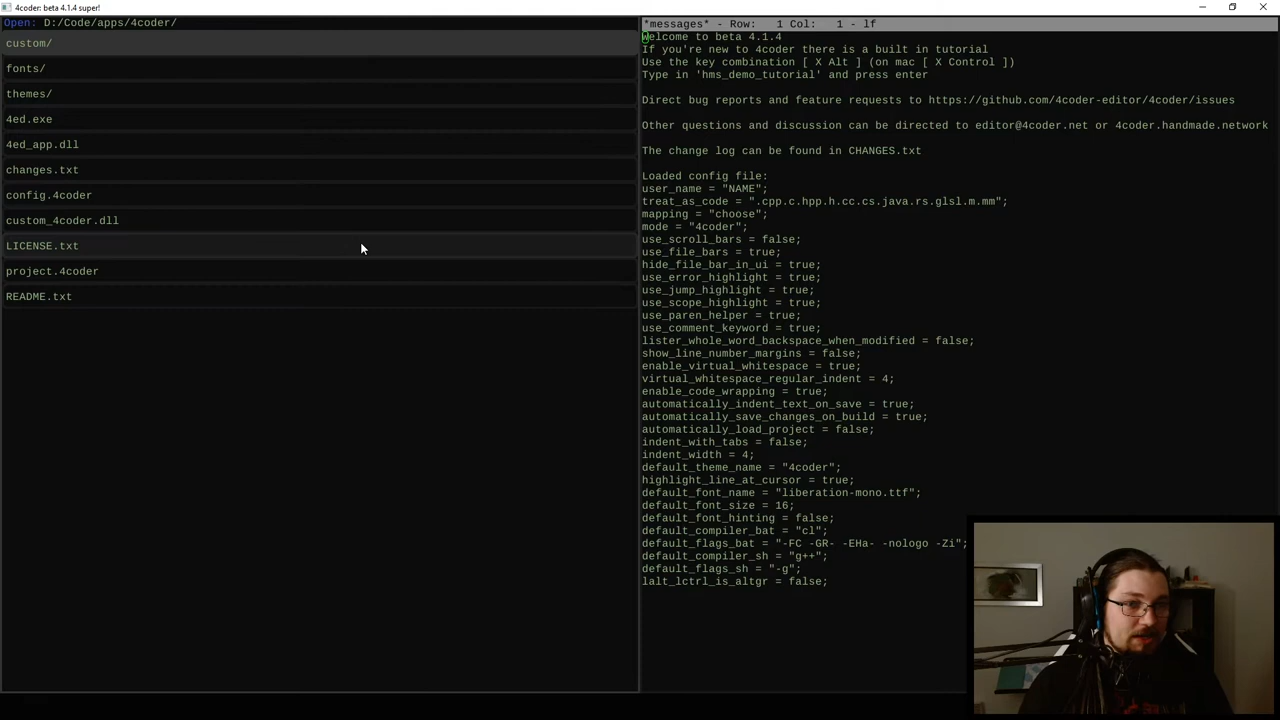 4coder: beta 4.1.4 super!
Open: D:/Code/apps/4coder/
custom/
fonts/
themes/
4ed.exe
4ed_app.dll
changes.txt
config.4coder
custom_4coder.dll
LICENSE.txt
project.4coder
README.txt
*messages* - Row: 1 Col: 1 - lf
Welcome to beta 4.1.4
If you're new to 4coder there is a built in tutorial
Use the key combination [ X Alt ] (on mac [ X Control ])
Type in 'hms_demo_tutorial' and press enter
Direct bug reports and feature requests to https://github.com/4coder-editor/4coder/issues
Other questions and discussion can be directed to editor@4coder.net or 4coder.handmade.network
The change log can be found in CHANGES.txt
Loaded config file:
user_name = "NAME";
treat_as_code = ".cpp.c.hpp.h.cc.cs.java.rs.glsl.m.mm";
mapping = "choose";
mode = "4coder";
use_scroll_bars = false;
use_file_bars = true;
hide_file_bar_in_ui = true;
use_error_highlight = true;
use_jump_highlight = true;
use_scope_highlight = true;
use_paren_helper = true;
use_comment_keyword = true;
lister_whole_word_backspace_when_modified = false;
show_line_number_margins = false;
enable_virtual_whitespace = true;
virtual_whitespace_regular_indent = 4;
enable_code_wrapping = true;
automatically_indent_text_on_save = true;
automatically_save_changes_on_build = true;
automatically_load_project = false;
indent_with_tabs = false;
indent_width = 4;
default_theme_name = "4coder";
highlight_line_at_cursor = true;
default_font_name = "liberation-mono.ttf";
default_font_size = 16;
default_font_hinting = false;
default_compiler_bat = "cl";
default_flags_bat = "-FC -GR- -EHa- -nologo -Zi";
default_compiler_sh = "g++";
default_flags_sh = "-g";
lalt_lctrl_is_altgr = false;